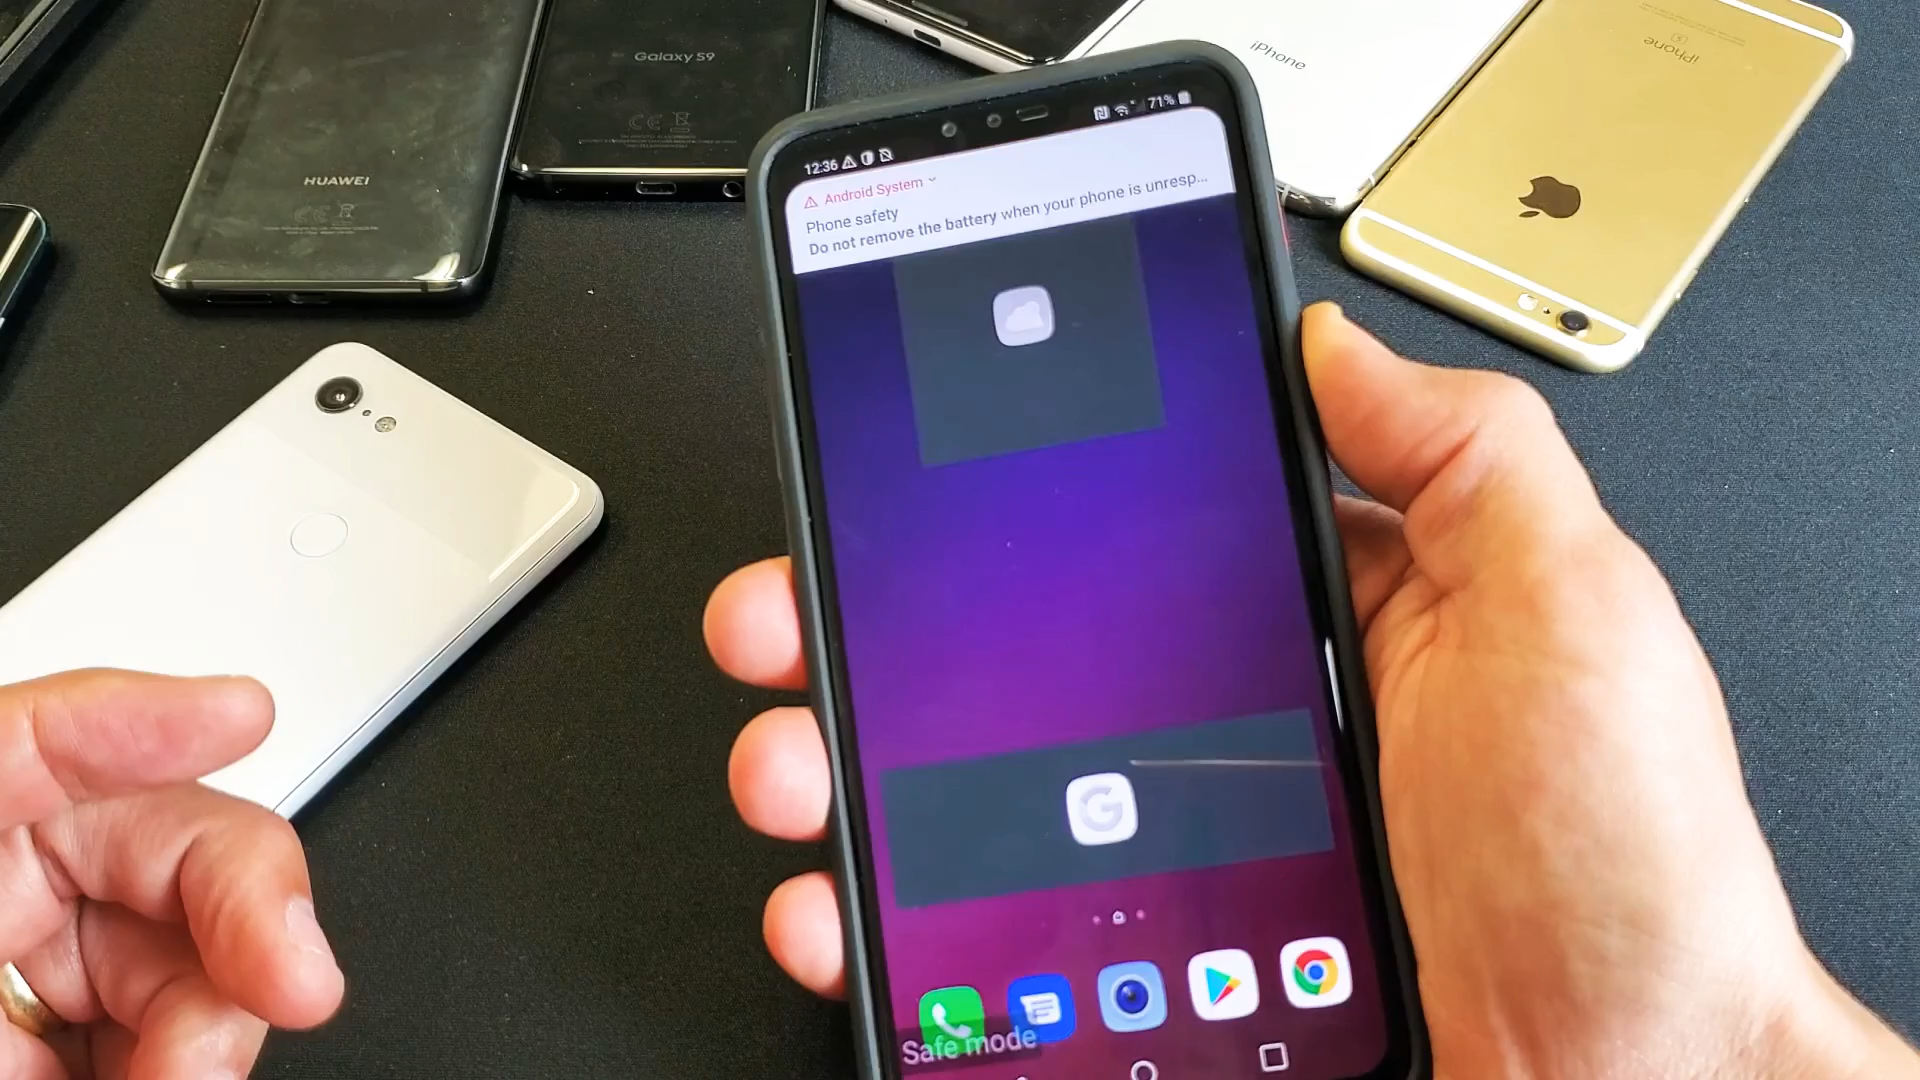 Galaxy S9
HUAWEI
iPhone
iPhone
S
12:36
71%
Android System
Phone safety
Do not remove the battery when your phone is unresp...
G
Safe mode